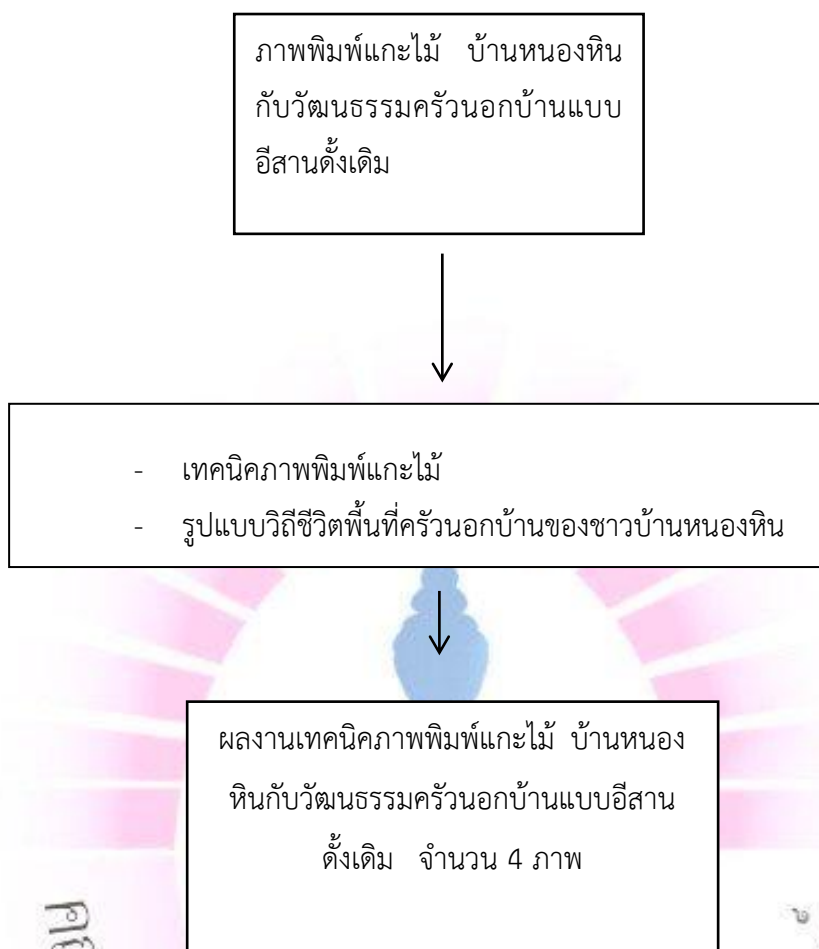 ภาพพิมพ์แกะไม้ บ้านหนองหิน
กับวัฒนธรรมครัวนอกบ้านแบบ
อีสานดั้งเดิม
- เทคนิคภาพพิมพ์แกะไม้
- รูปแบบวิถีชีวิตพื้นที่ครัวนอกบ้านของชาวบ้านหนองหิน
ผลงานเทคนิคภาพพิมพ์แกะไม้ บ้านหนอง
หินกับวัฒนธรรมครัวนอกบ้านแบบอีสาน
ดั้งเดิม จำนวน 4 ภาพ